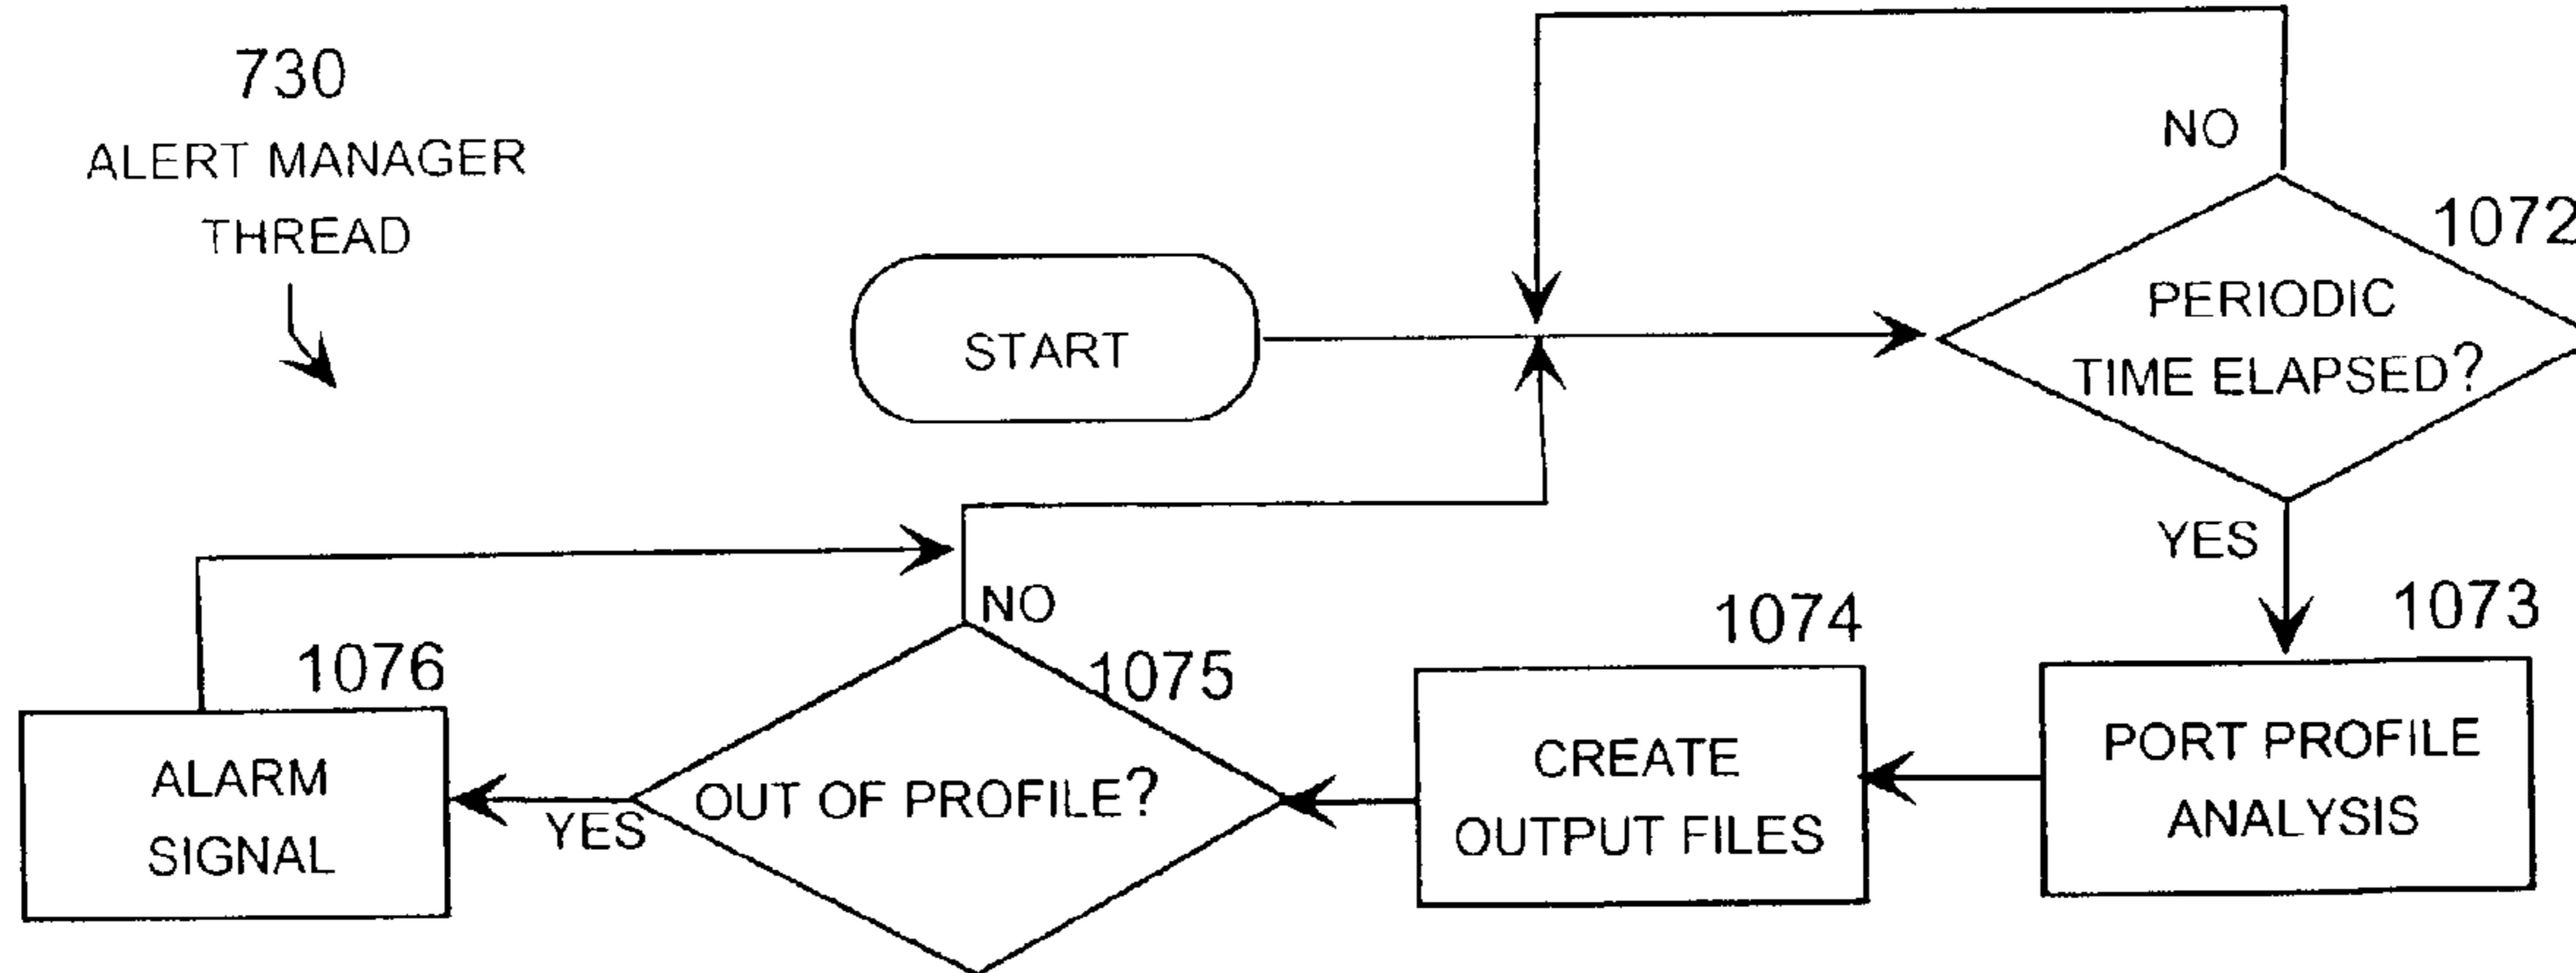 730
ALERT MANAGER
THREAD
START
NO
1072
PERIODIC
TIME ELAPSED?
YES
1073
PORT PROFILE
ANALYSIS
1074
CREATE
OUTPUT FILES
1075
OUT OF PROFILE?
NO
YES
1076
ALARM
SIGNAL